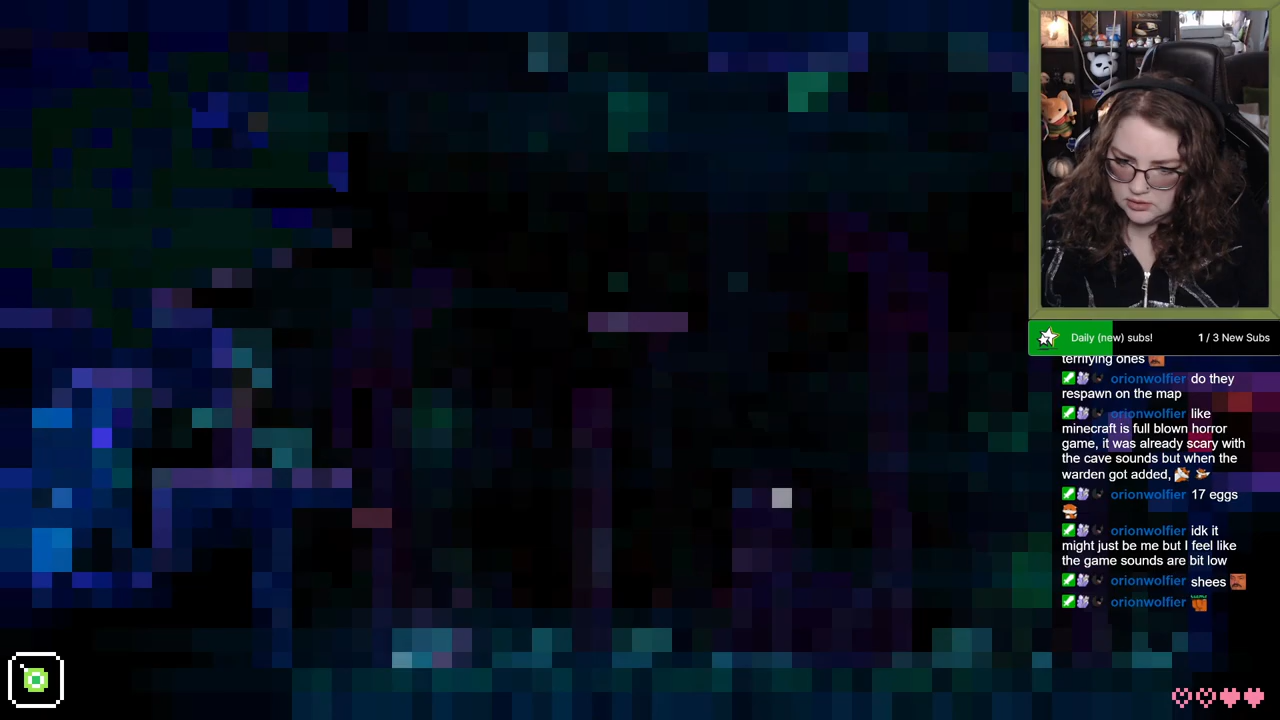 Daily (new) subs! 1 / 3 New Subs
terrifying ones
orionwolfier do they
respawn on the map
orionwolfier like
minecraft is full blown horror
game, it was already scary with
the cave sounds but when the
warden got added,
orionwolfier 17 eggs
orionwolfier idk it
might just be me but I feel like
the game sounds are bit low
orionwolfier shees
orionwolfier